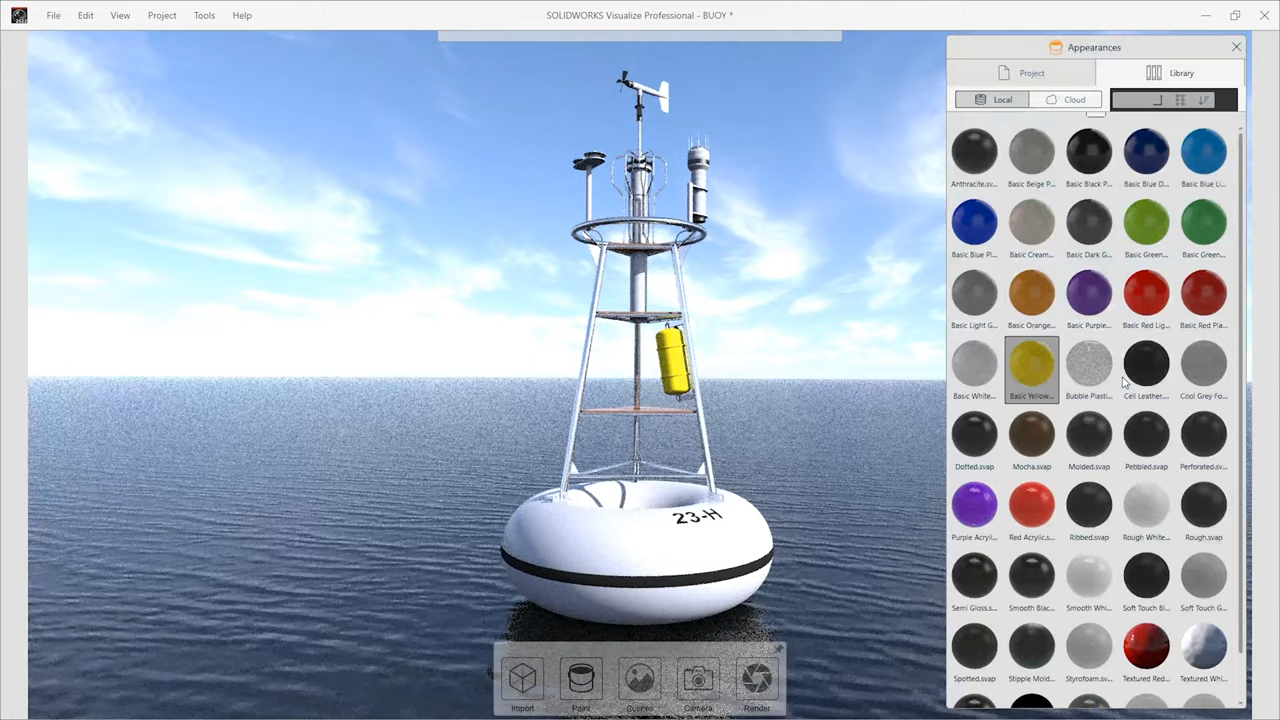 File Edit View Project Tools Help
SOLIDWORKS Visualize Professional - BUOY *
Appearances
Project Library
Local Cloud
Anthracite.sv... Basic Beige P... Basic Black P... Basic Blue D... Basic Blue Li...
Basic Blue Pl... Basic Cream... Basic Dark G... Basic Green... Basic Green...
Basic Light G... Basic Orange... Basic Purple... Basic Red Lig... Basic Red Pla...
Basic White... Basic Yellow... Bubble Plasti... Cell Leather.... Cool Grey Fo...
Dotted.svap Mocha.svap Molded.svap Pebbled.svap Perforated.sv...
Purple Acryli... Red Acrylic.svap Ribbed.svap Rough White... Rough.svap
Semi Gloss.s... Smooth Blac... Smooth Whi... Soft Touch Bl... Soft Touch G...
Spotted.svap Stipple Mold... Styrofoam.sv... Textured Red... Textured Whi...
23-H
Import Paint Scenes Camera Render